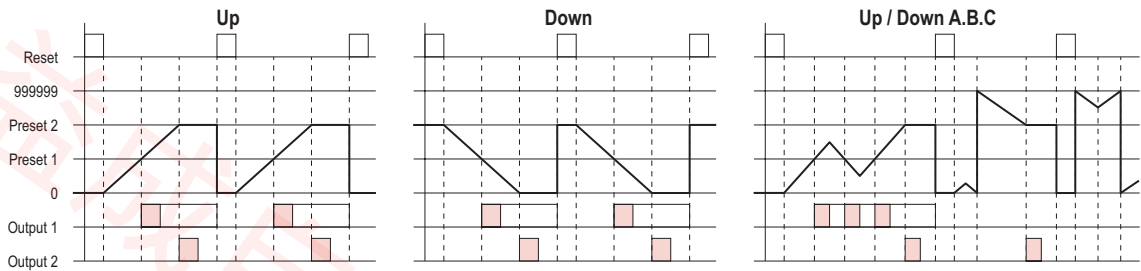 Up
Down
Up / Down A.B.C
Reset
999999
Preset 2
Preset 1
0
Output 1
Output 2